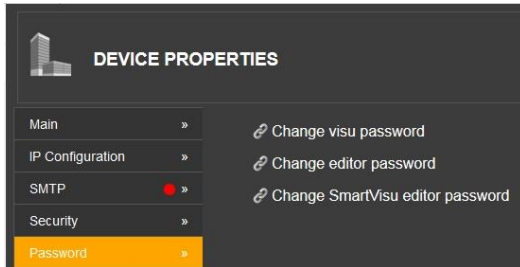 DEVICE PROPERTIES
Main »
IP Configuration »
SMTP »
Security »
Password »
Change visu password
Change editor password
Change SmartVisu editor password